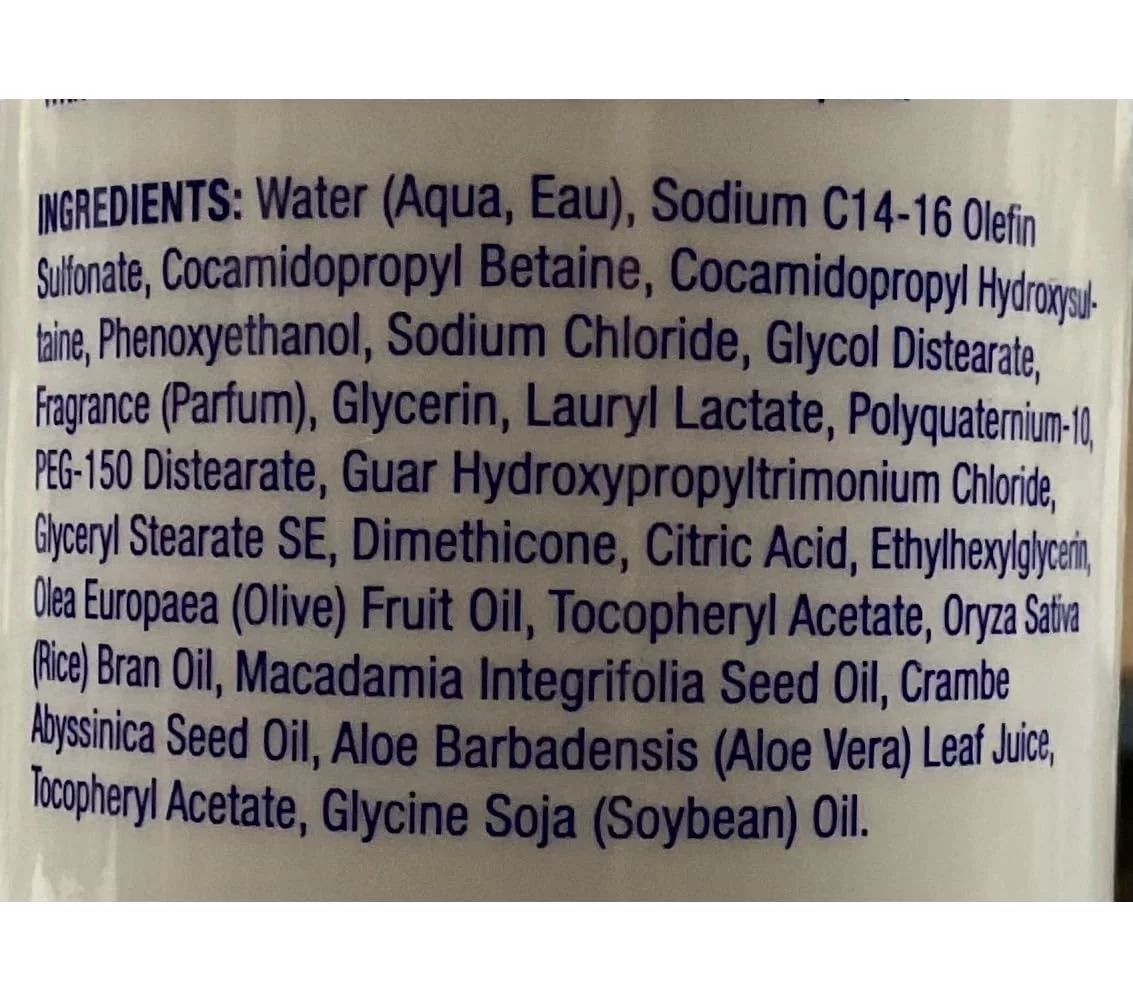 INGREDIENTS: Water (Aqua, Eau), Sodium C14-16 Olefin
Sulfonate, Cocamidopropyl Betaine, Cocamidopropyl Hydroxysul-
taine, Phenoxyethanol, Sodium Chloride, Glycol Distearate,
Fragrance (Parfum), Glycerin, Lauryl Lactate, Polyquaternium-10,
PEG-150 Distearate, Guar Hydroxypropyltrimonium Chloride,
Glyceryl Stearate SE, Dimethicone, Citric Acid, Ethylhexylglycerin,
Olea Europaea (Olive) Fruit Oil, Tocopheryl Acetate, Oryza Sativa
(Rice) Bran Oil, Macadamia Integrifolia Seed Oil, Crambe
Abyssinica Seed Oil, Aloe Barbadensis (Aloe Vera) Leaf Juice,
Tocopheryl Acetate, Glycine Soja (Soybean) Oil.